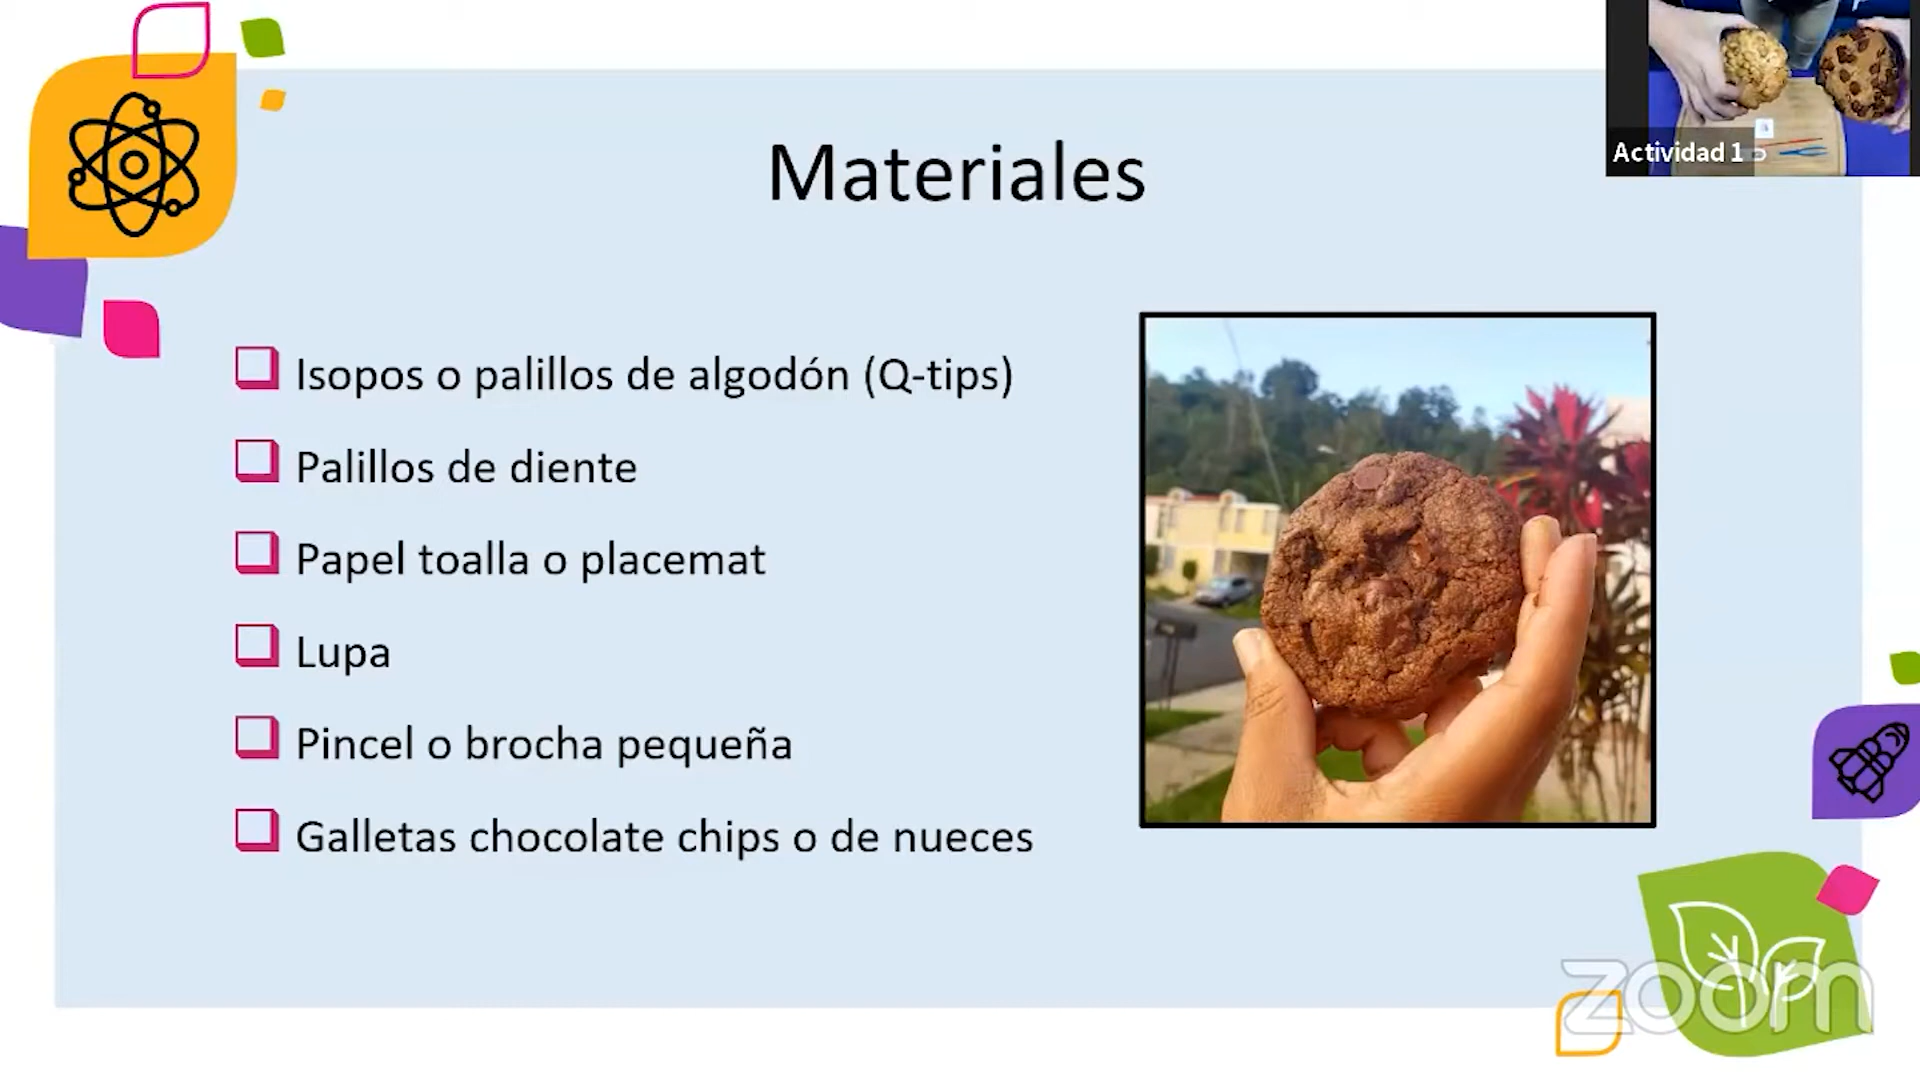 Actividad 1
Materiales
Isopos o palillos de algodón (Q-tips)
Palillos de diente
Papel toalla o placemat
Lupa
Pincel o brocha pequeña
Galletas chocolate chips o de nueces
zoom